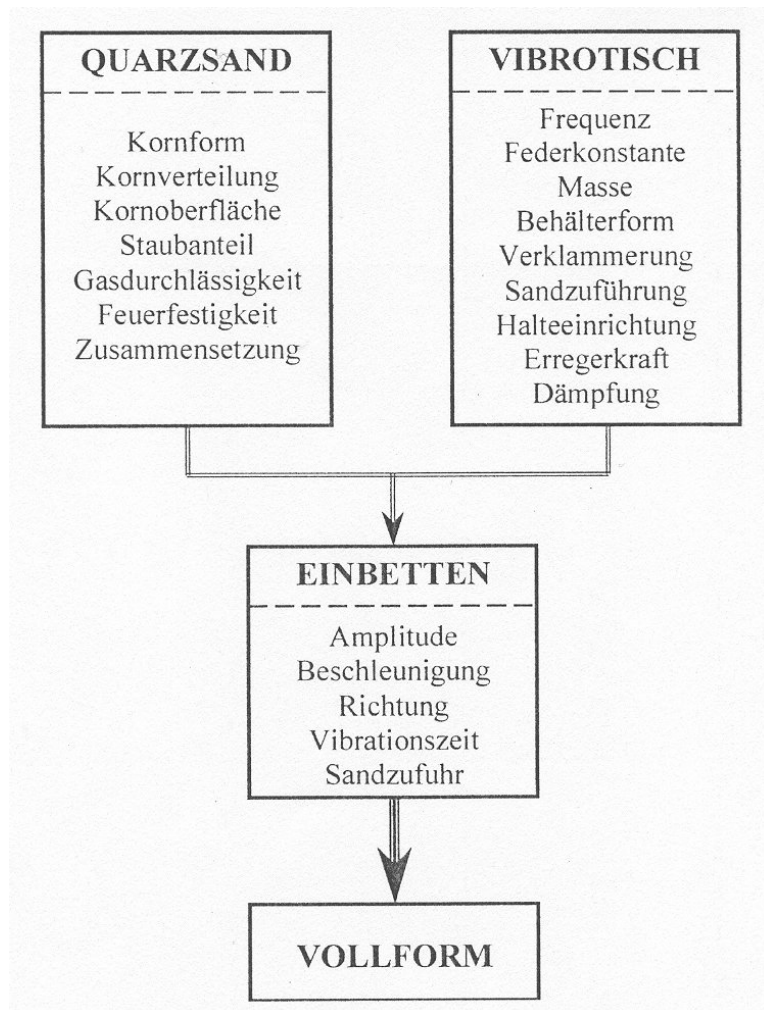 QUARZSAND
Kornform
Kornverteilung
Kornoberfläche
Staubanteil
Gasdurchlässigkeit
Feuerfestigkeit
Zusammensetzung
VIBROTISCH
Frequenz
Federkonstante
Masse
Behälterform
Verklammerung
Sandzuführung
Halteeinrichtung
Erregerkraft
Dämpfung
EINBETTEN
Amplitude
Beschleunigung
Richtung
Vibrationszeit
Sandzufuhr
VOLLFORM